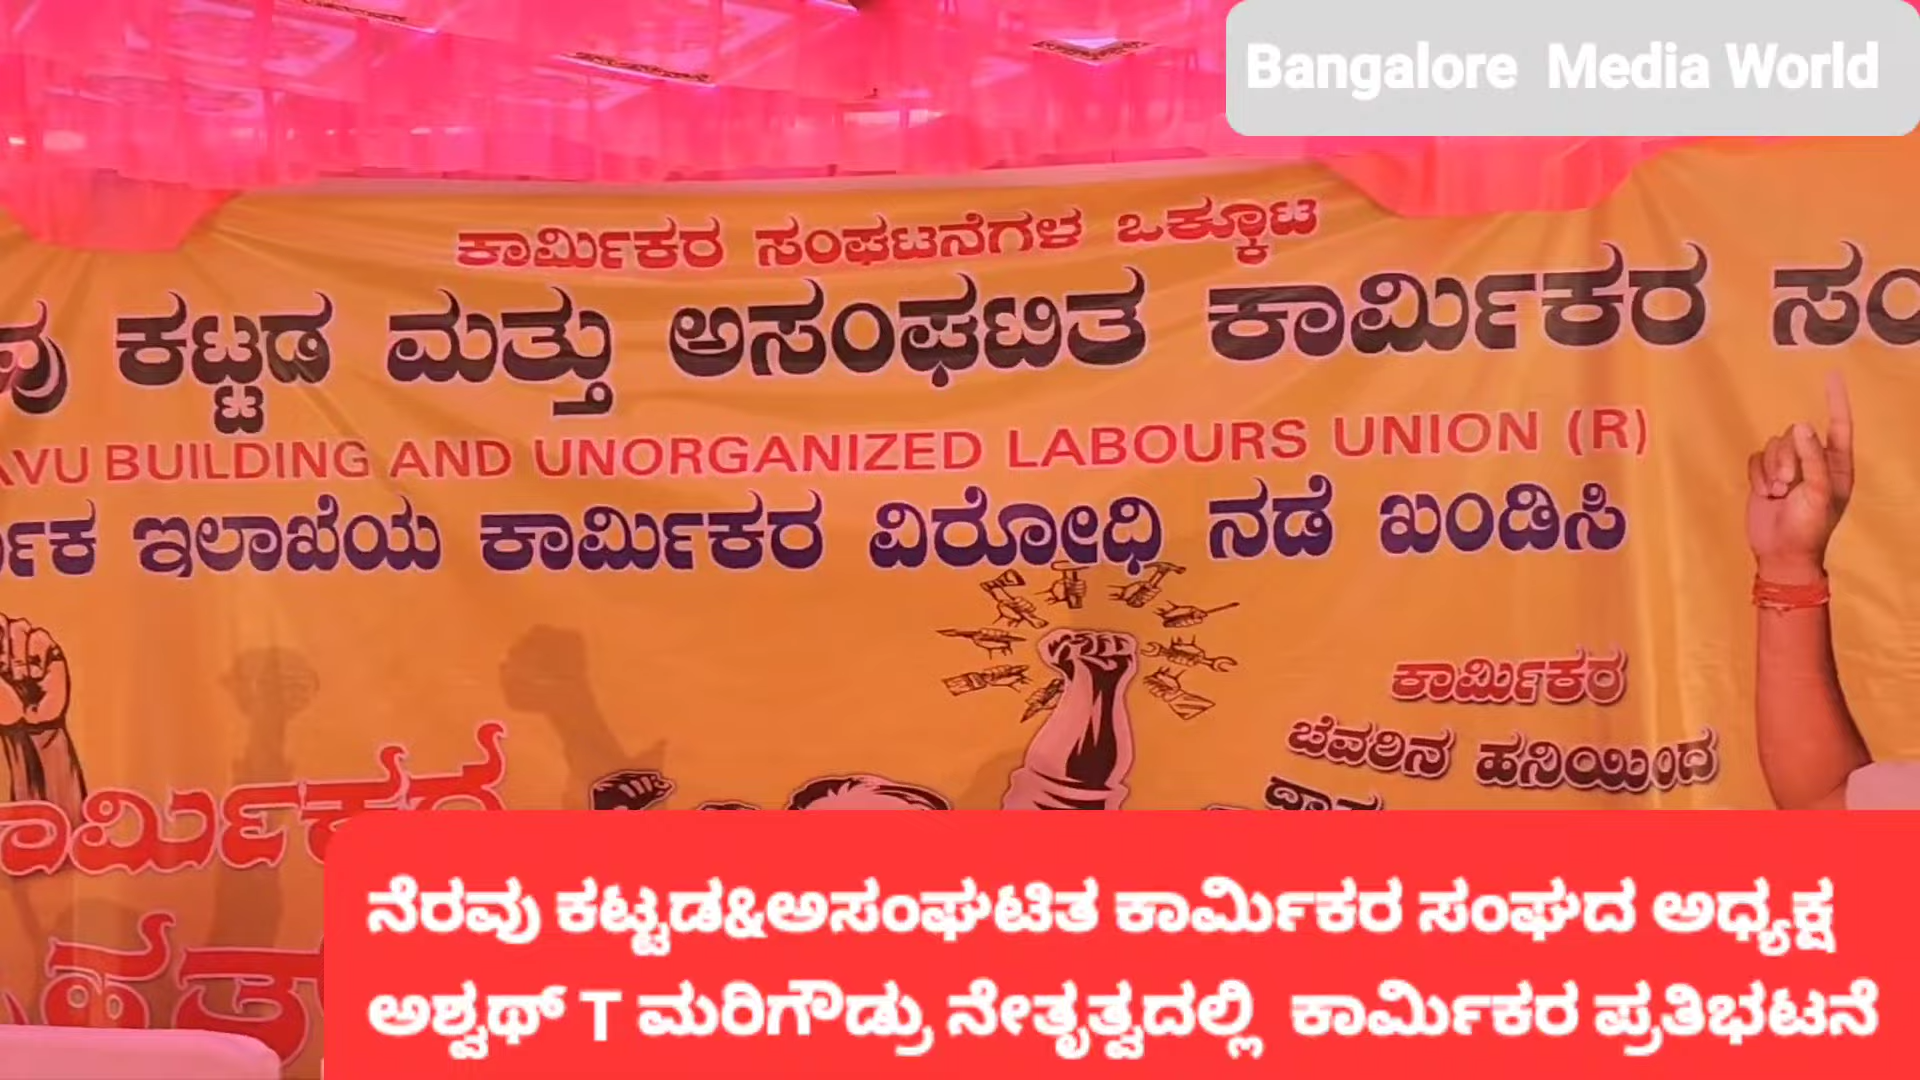 Bangalore Media World
ಕಾರ್ಮಿಕರ ಸಂಘಟನೆಗಳ ಒಕ್ಕೂಟ
ಕಟ್ಟಡ ಮತ್ತು ಅಸಂಘಟಿತ ಕಾರ್ಮಿಕರ
BUILDING AND UNORGANIZED LABOURS UNION (R)
ಇಲಾಖೆಯ ಕಾರ್ಮಿಕರ ವಿರೋಧಿ ನಡೆ ಖಂಡಿಸಿ
ಕಾರ್ಮಿಕರ
ಬೆವರಿನ ಹನಿಯಿಂದ
ನೆರವು ಕಟ್ಟಡ&ಅಸಂಘಟಿತ ಕಾರ್ಮಿಕರ ಸಂಘದ ಅಧ್ಯಕ್ಷ
ಅಶ್ವಥ್ T ಮರಿಗೌಡ್ರು ನೇತೃತ್ವದಲ್ಲಿ ಕಾರ್ಮಿಕರ ಪ್ರತಿಭಟನೆ